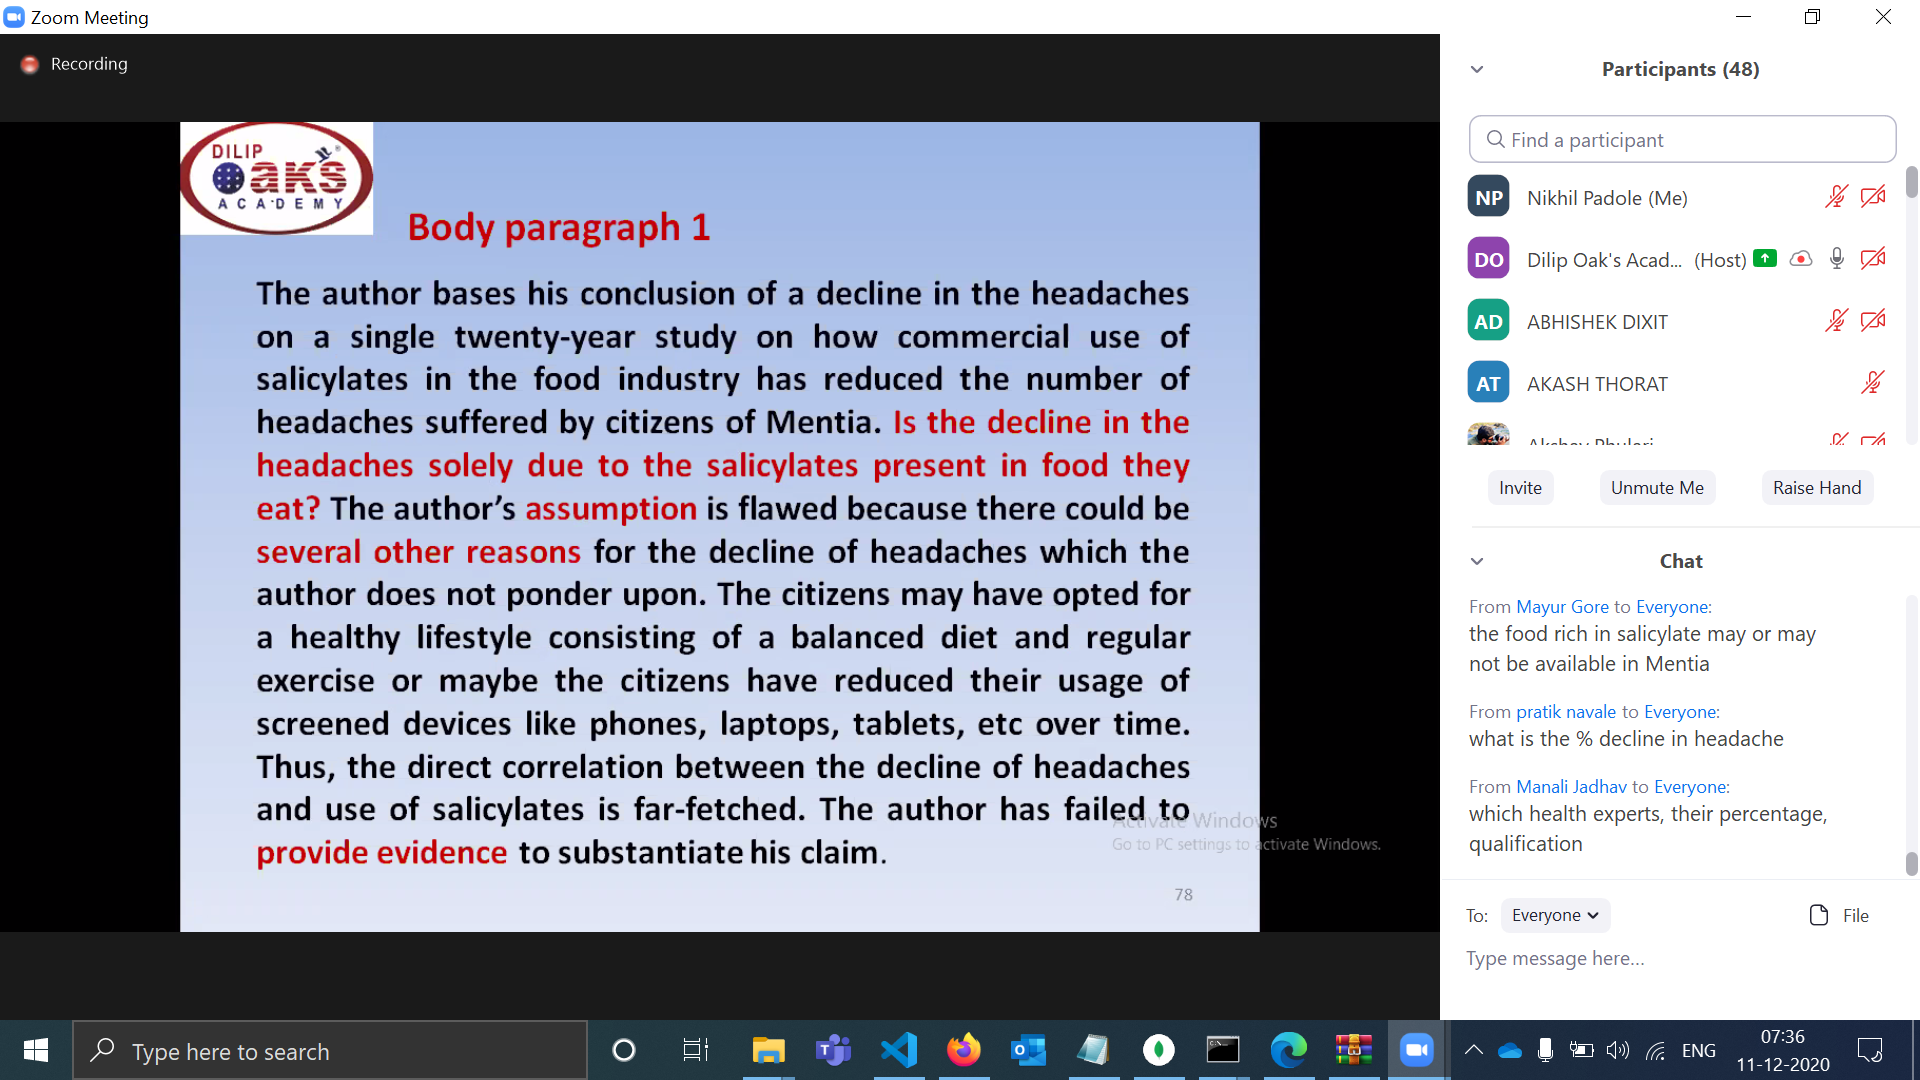 Zoom Meeting
Recording
DILIP
Oaks
ACADEMY
Body paragraph 1
The author bases his conclusion of a decline in the headaches
on a single twenty-year study on how commercial use of
salicylates in the food industry has reduced the number of
headaches suffered by citizens of Mentia. Is the decline in the
headaches solely due to the salicylates present in food they
eat? The author's assumption is flawed because there could be
several other reasons for the decline of headaches which the
author does not ponder upon. The citizens may have opted for
a healthy lifestyle consisting of a balanced diet and regular
exercise or maybe the citizens have reduced their usage of
screened devices like phones, laptops, tablets, etc over time.
Thus, the direct correlation between the decline of headaches
and use of salicylates is far-fetched. The author has failed to
provide evidence to substantiate his claim.
Activate Windows
Go to PC settings to activate Windows.
78
Participants (48)
Find a participant
NP Nikhil Padole (Me)
DO Dilip Oak's Acad... (Host)
AD ABHISHEK DIXIT
AT AKASH THORAT
Invite Unmute Me Raise Hand
Chat
From Mayur Gore to Everyone:
the food rich in salicylate may or may
not be available in Mentia
From pratik navale to Everyone:
what is the % decline in headache
From Manali Jadhav to Everyone:
which health experts, their percentage,
qualification
To: Everyone File
Type message here...
Type here to search
ENG
07:36
11-12-2020